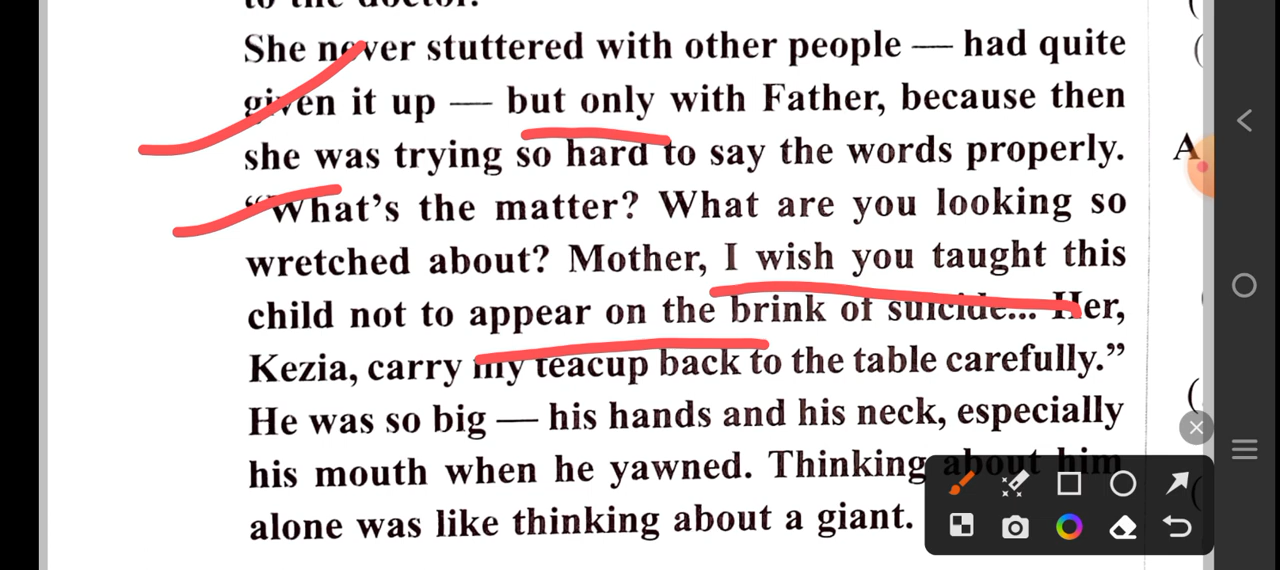 to the doctor.
She never stuttered with other people — had quite
given it up — but only with Father, because then
she was trying so hard to say the words properly.
“What’s the matter? What are you looking so
wretched about? Mother, I wish you taught this
child not to appear on the brink of suicide... Her,
Kezia, carry my teacup back to the table carefully.”
He was so big — his hands and his neck, especially
his mouth when he yawned. Thinking about him
alone was like thinking about a giant.
A